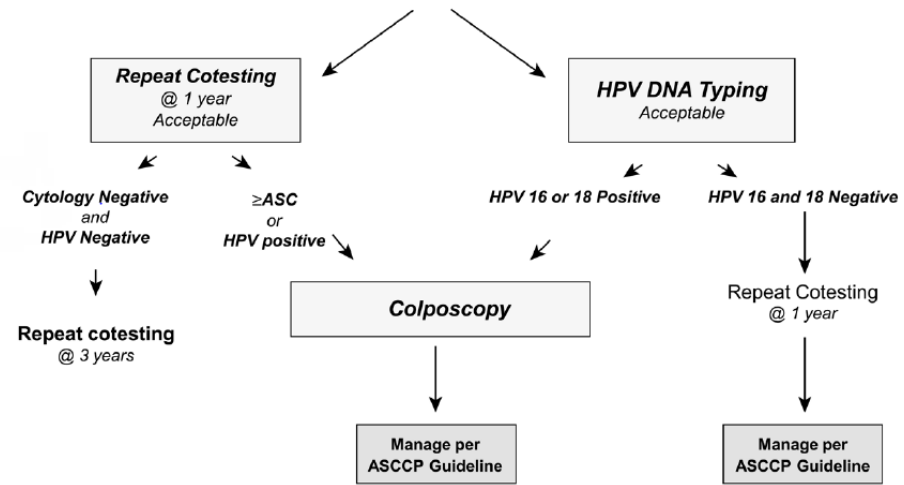 Repeat Cotesting
@ 1 year
Acceptable
HPV DNA Typing
Acceptable
Cytology Negative
and
HPV Negative
≥ASC
or
HPV positive
HPV 16 or 18 Positive
HPV 16 and 18 Negative
Repeat cotesting
@ 3 years
Colposcopy
Repeat Cotesting
@ 1 year
Manage per
ASCCP Guideline
Manage per
ASCCP Guideline